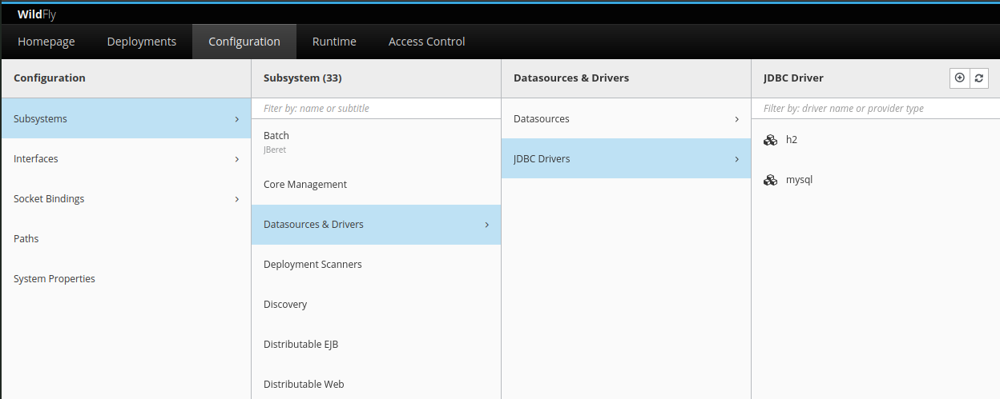 WildFly
Homepage Deployments Configuration Runtime Access Control
Configuration
Subsystems
Interfaces
Socket Bindings
Paths
System Properties
Subsystem (33)
Fiter by: name or subtitle
Batch
JBeret
Core Management
Datasources & Drivers
Deployment Scanners
Discovery
Distributable EJB
Distributable Web
Datasources & Drivers
Datasources
JDBC Drivers
JDBC Driver
Filter by: driver name or provider type
h2
mysql